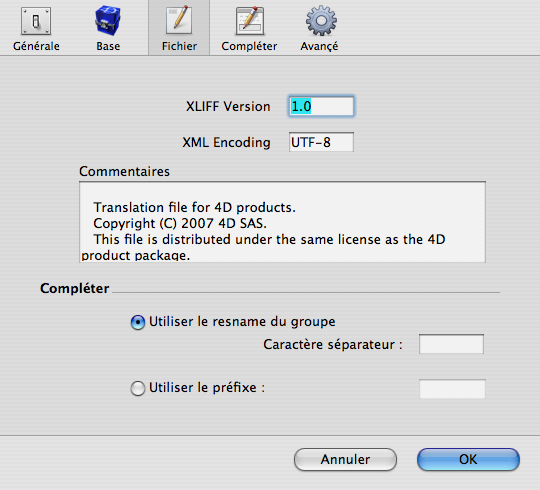 Générale Base Fichier Compléter Avançé
XLIFF Version 1.0
XML Encoding UTF-8
Commentaires
Translation file for 4D products.
Copyright (C) 2007 4D SAS.
This file is distributed under the same license as the 4D
product package.
Compléter
Utiliser le resname du groupe
Caractère séparateur :
Utiliser le préfixe :
Annuler OK